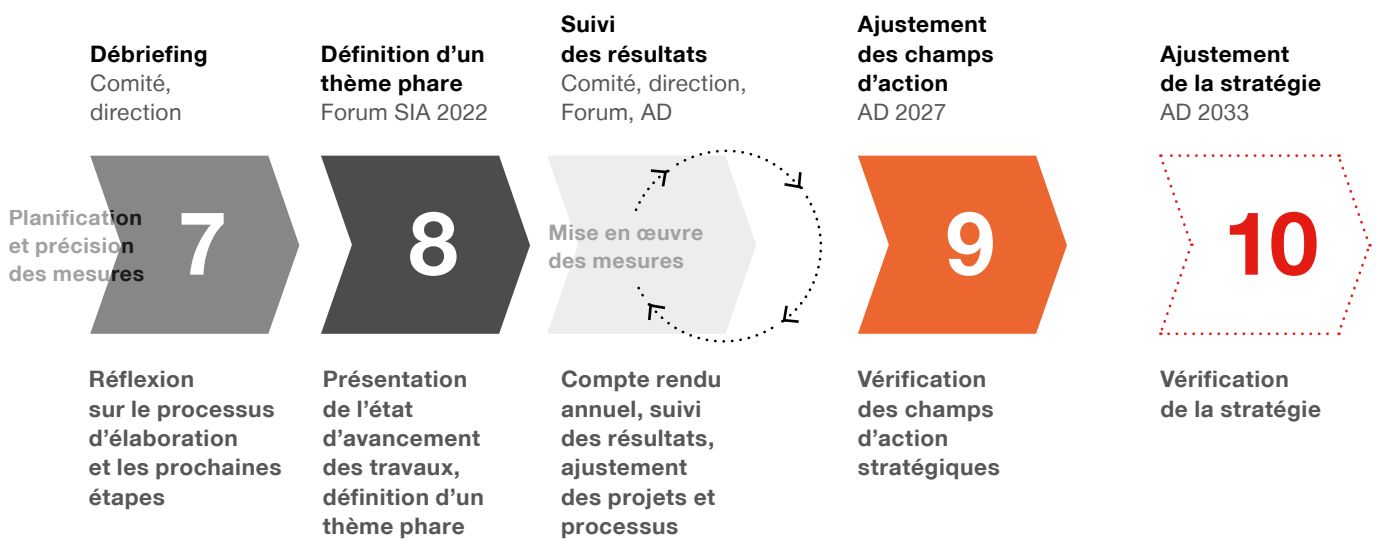 Débriefing
Comité,
direction
Définition d’un
thème phare
Forum SIA 2022
Suivi
des résultats
Comité, direction,
Forum, AD
Ajustement
des champs
d’action
AD 2027
Ajustement
de la stratégie
AD 2033
Planification
et précision
des mesures
7
8
Mise en œuvre
des mesures
9
10
Réflexion
sur le processus
d’élaboration
et les prochaines
étapes
Présentation
de l’état
d’avancement
des travaux,
définition d’un
thème phare
Compte rendu
annuel, suivi
des résultats,
ajustement
des projets et
processus
Vérification
des champs
d’action
stratégiques
Vérification
de la stratégie